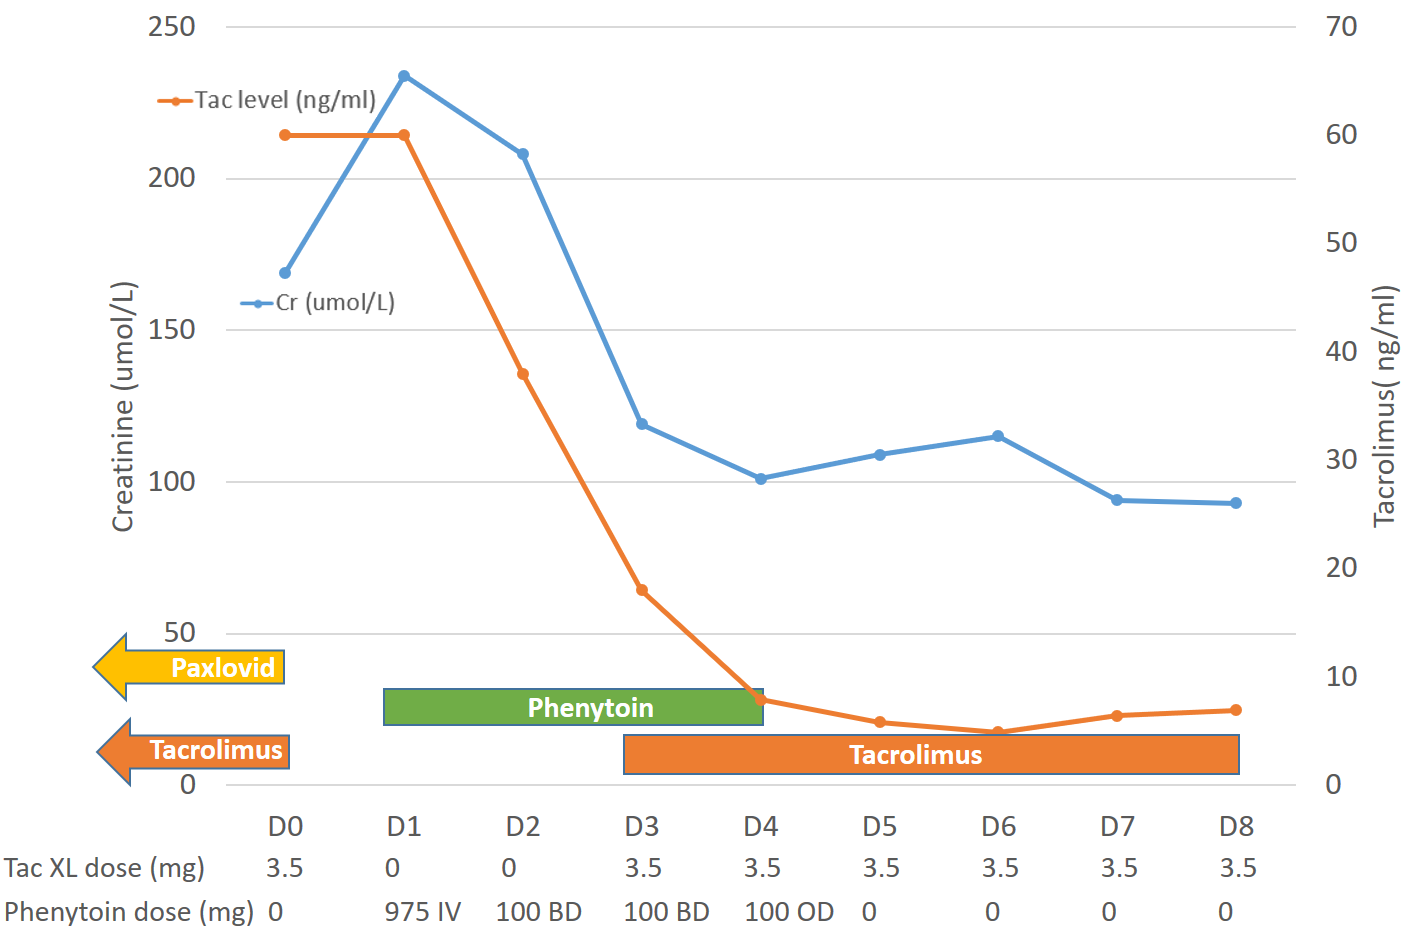 250
70
Tac level (ng/ml)
60
200
50
Cr (umol/L)
150
40
Creatinine (umol/L)
Tacrolimus( ng/ml)
30
100
20
50
Paxlovid
10
Phenytoin
Tacrolimus
Tacrolimus
0
0
D0 D1 D2 D3 D4 D5 D6 D7 D8
Tac XL dose (mg) 3.5 0 0 3.5 3.5 3.5 3.5 3.5 3.5
Phenytoin dose (mg) 0 975 IV 100 BD 100 BD 100 OD 0 0 0 0